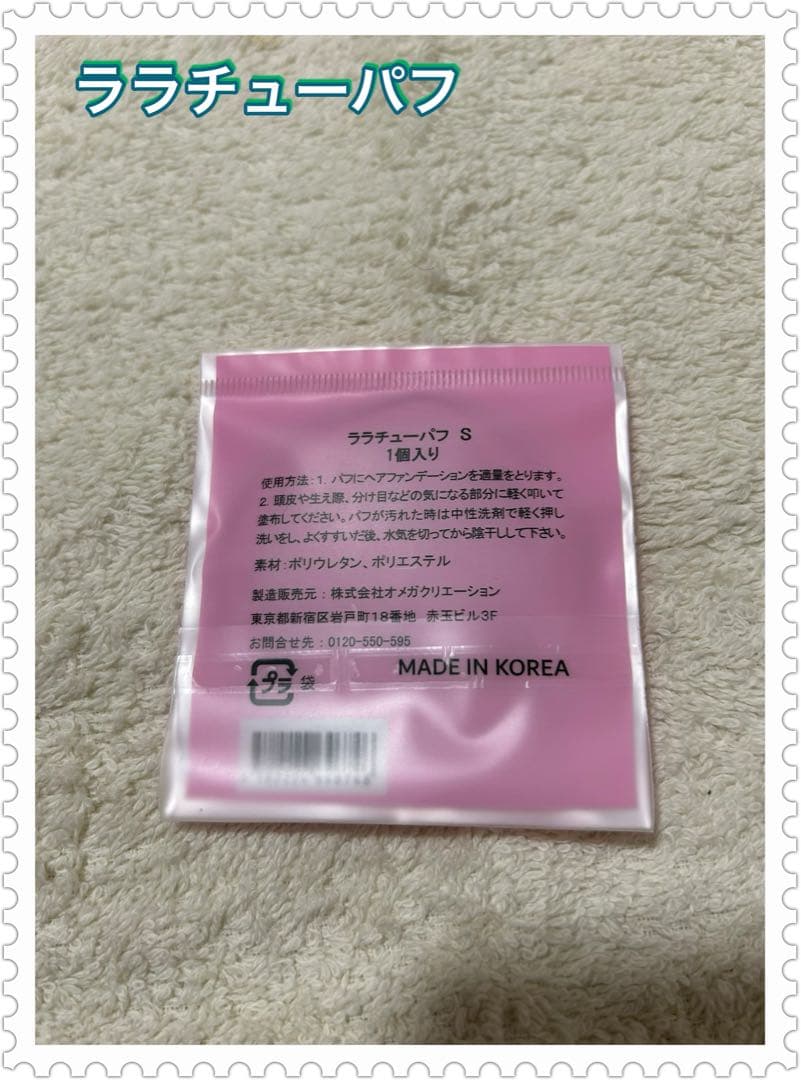 ララチューパフ
ララチューパフ S
1個入り
使用方法:1. パフにヘアファンデーションを適量をとります。
2. 頭皮や生え際、分け目などの気になる部分に軽く叩いて
塗布してください。パフが汚れた時は中性洗剤で軽く押し
洗いをし、よくすすいだ後、水気を切ってから陰干しして下さい。
素材:ポリウレタン、ポリエステル
製造販売元:株式会社オメガクリエーション
東京都新宿区岩戸町18番地 赤玉ビル3F
お問合せ先:0120-550-595
プラ 袋
MADE IN KOREA